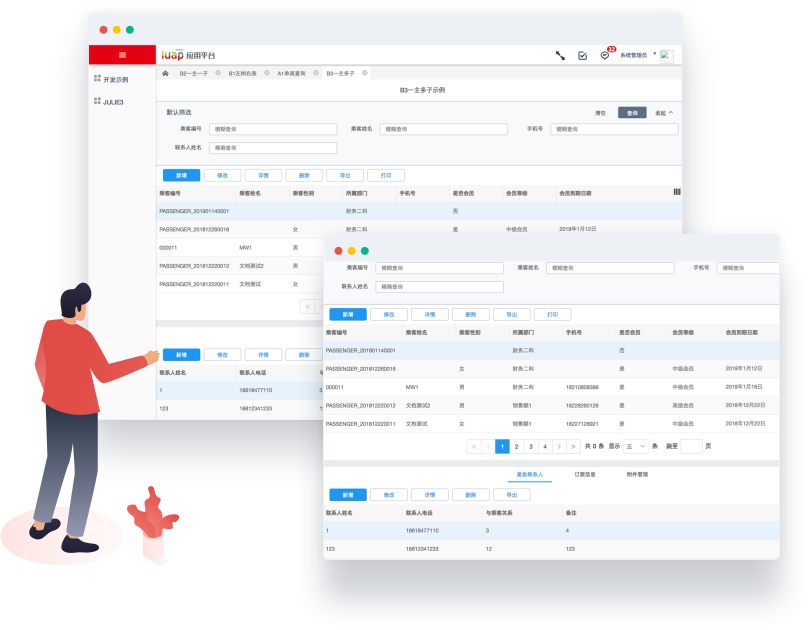 iuap 应用平台
12
系统管理员
B2一主一子 B1左树右表 A1单表查询 B3一主多子
开发示例
JULIE3
B3一主多子示例
默认筛选 清空 查询 收起
乘客编号 模糊查询 乘客姓名 模糊查询 手机号 模糊查询
联系人姓名 精确查询
新增 修改 详情 删除 导出 打印
乘客编号 乘客姓名 乘客性别 所属部门 手机号 是否会员 会员等级 会员到期日期
PASSENGER_201901140001 财务二科 否
PASSENGER_201812260016 女 财务二科 是 中级会员 2019年1月12日
000011 MW1 男
PASSENGER_201812220012 文档测试2 男
PASSENGER_201812220011 文档测试 女
新增 修改 详情 删除
联系人姓名 联系人电话
1 18618477110
123 18812341233
乘客编号 模糊查询 乘客姓名 模糊查询 手机号 模糊查询
联系人姓名 精确查询
新增 修改 详情 删除 导出 打印
乘客编号 乘客姓名 乘客性别 所属部门 手机号 是否会员 会员等级 会员到期日期
PASSENGER_201901140001 财务二科 否
PASSENGER_201812260016 女 财务二科 是 中级会员 2019年1月12日
000011 MW1 男 财务二科 18210808388 是 中级会员 2019年1月18日
PASSENGER_201812220012 文档测试2 男 销售部1 18228290128 是 高级会员 2018年12月22日
PASSENGER_201812220011 文档测试 女 销售部1 18227128921 是 中级会员 2018年12月22日
« < 1 2 3 4 > » 共 0 条 显示 五 条 跳至 页
紧急联系人 订票信息 附件管理
新增 修改 详情 删除 导出
联系人姓名 联系人电话 与乘客关系 备注
1 18618477110 3 4
123 18812341233 12 123